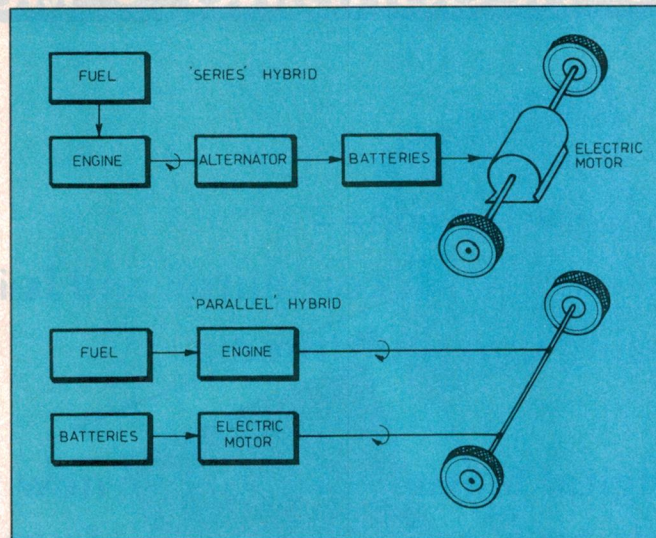 FUEL
'SERIES' HYBRID
ENGINE
ALTERNATOR
BATTERIES
ELECTRIC
MOTOR
'PARALLEL' HYBRID
FUEL
ENGINE
BATTERIES
ELECTRIC
MOTOR